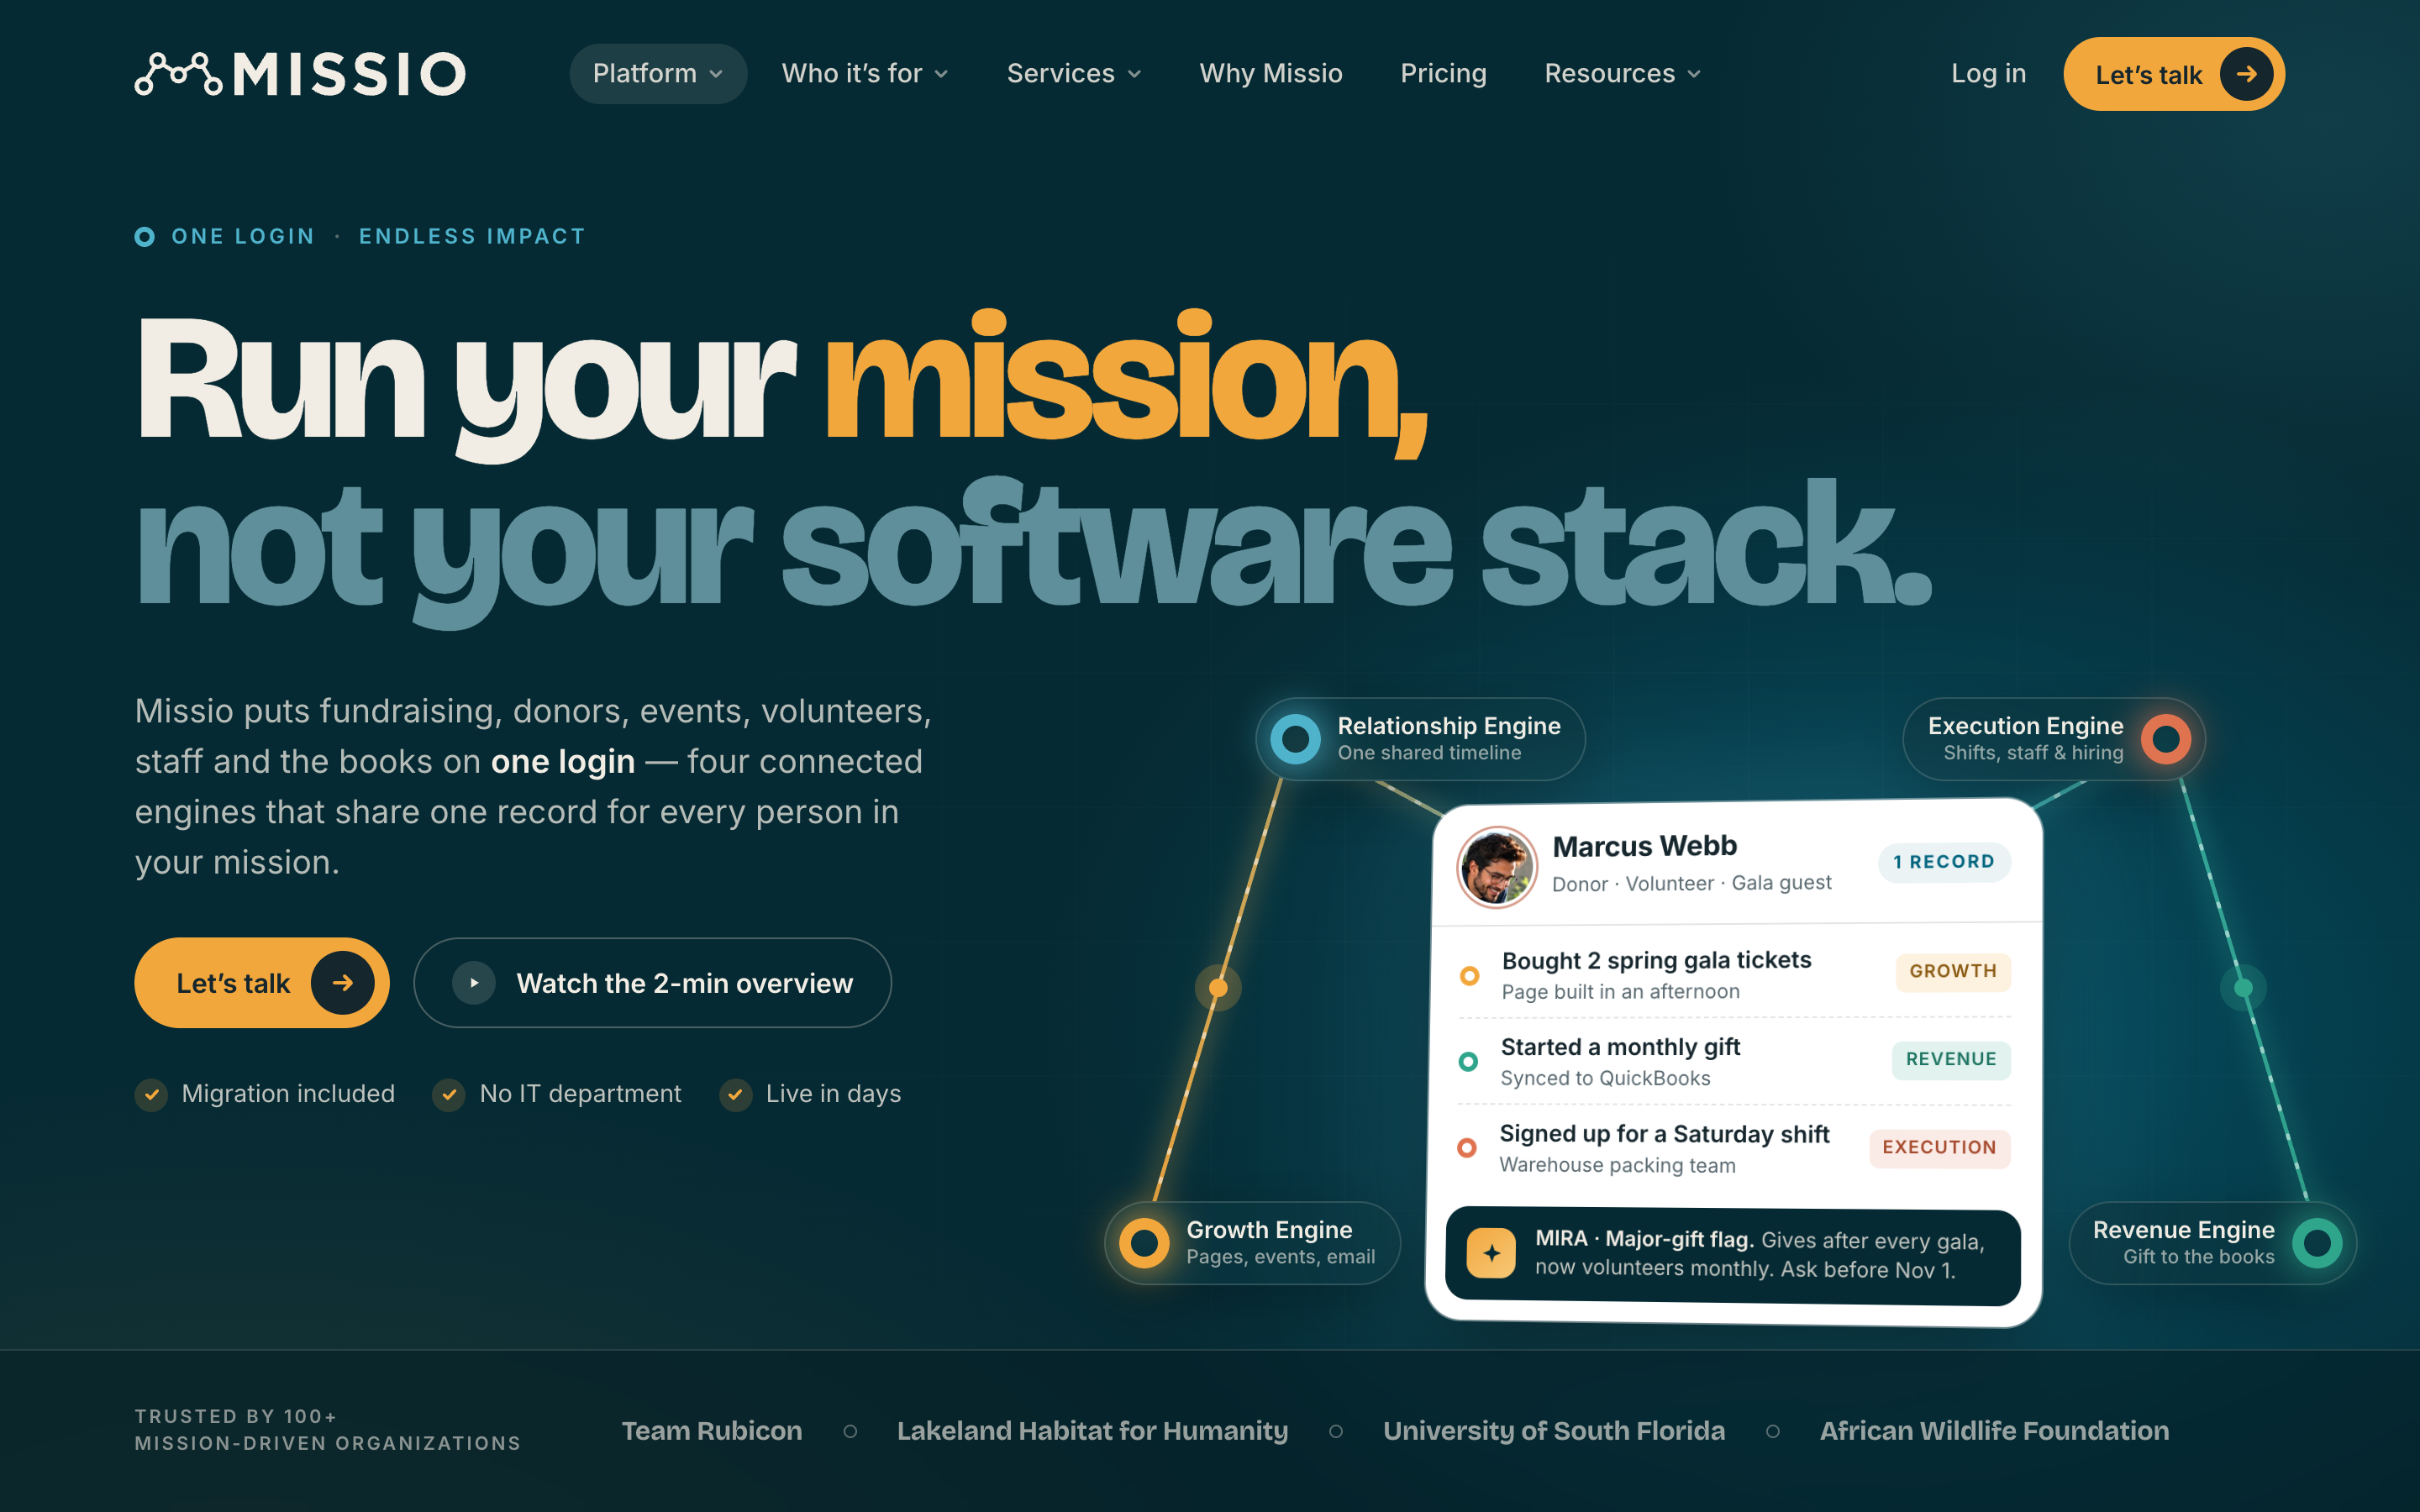 MISSIO
Platform
Who it’s for
Services
Why Missio
Pricing
Resources
Log in
Let’s talk
ONE LOGIN · ENDLESS IMPACT
Run your mission,
not your software stack.
Missio puts fundraising, donors, events, volunteers,
staff and the books on one login — four connected
engines that share one record for every person in
your mission.
Let’s talk
Watch the 2-min overview
Migration included
No IT department
Live in days
Relationship Engine
One shared timeline
Execution Engine
Shifts, staff & hiring
Marcus Webb
Donor · Volunteer · Gala guest
1 RECORD
Bought 2 spring gala tickets
Page built in an afternoon
GROWTH
Started a monthly gift
Synced to QuickBooks
REVENUE
Signed up for a Saturday shift
Warehouse packing team
EXECUTION
MIRA · Major-gift flag. Gives after every gala,
now volunteers monthly. Ask before Nov 1.
Growth Engine
Pages, events, email
Revenue Engine
Gift to the books
TRUSTED BY 100+
MISSION-DRIVEN ORGANIZATIONS
Team Rubicon
Lakeland Habitat for Humanity
University of South Florida
African Wildlife Foundation